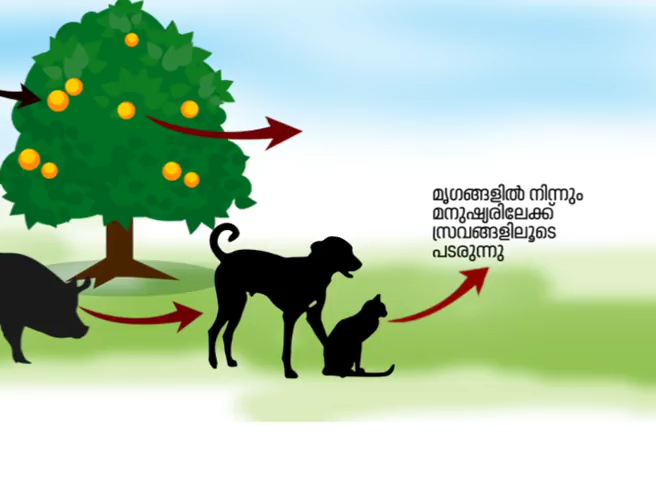 മൃഗങ്ങളിൽ നിന്നും
മനുഷ്യരിലേക്ക്
സ്രവങ്ങളിലൂടെ
പടരുന്നു